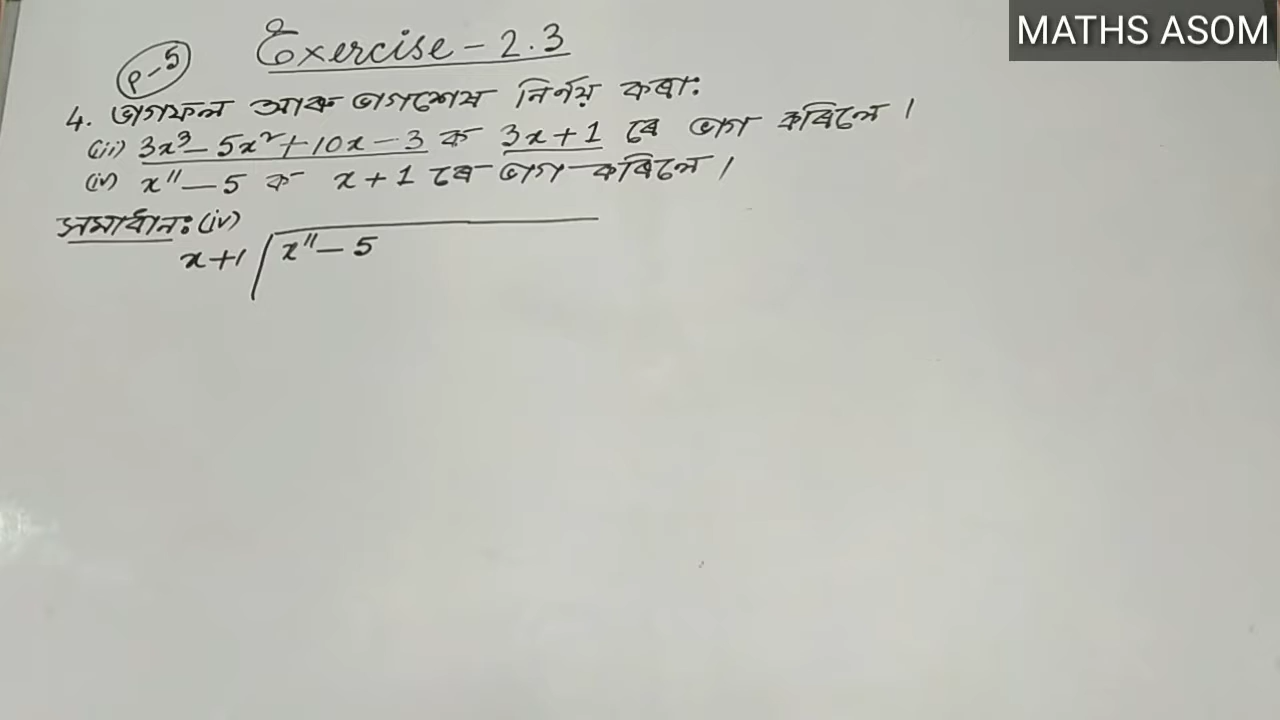 MATHS ASOM
P-5
Exercise - 2.3
4. ভাগফল আৰু ভাগশেষ নিৰ্ণয় কৰা:
(iii) 3x³ - 5x² + 10x - 3 ক 3x + 1 ৰে ভাগ কৰিলে।
(iv) x¹¹ - 5 ক x + 1 ৰে ভাগ কৰিলে।
সমাধান: (iv)
x+1 x¹¹ - 5